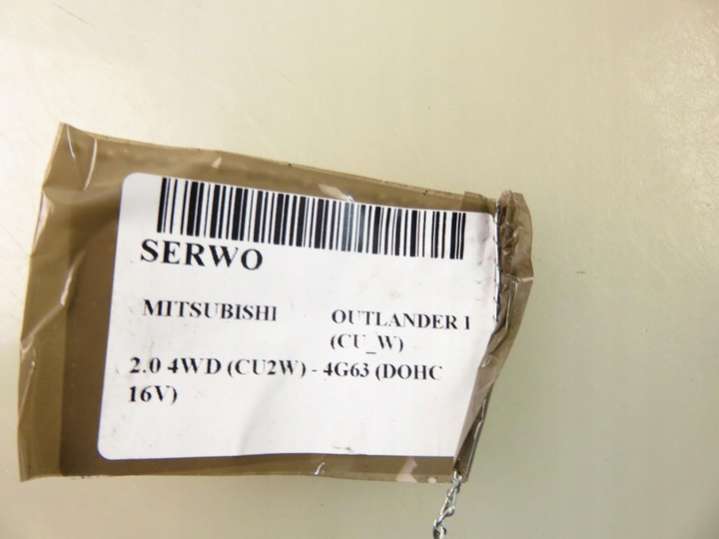 SERWO
MITSUBISHI OUTLANDER I
(CU_W)
2.0 4WD (CU2W) - 4G63 (DOHC
16V)